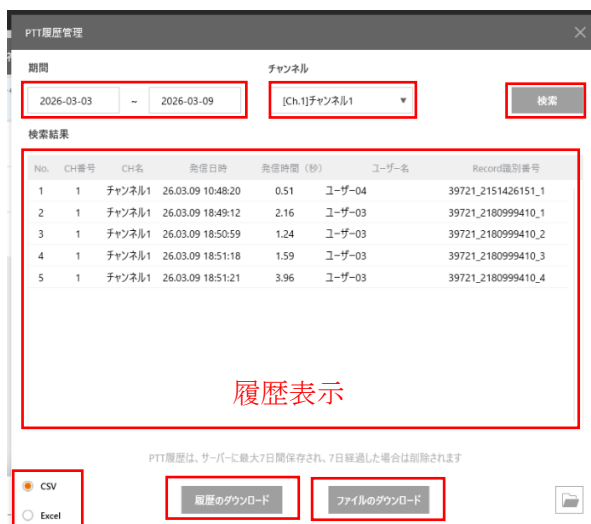 PTT履歴管理
期間
チャンネル
2026-03-03 ~ 2026-03-09
[Ch.1]チャンネル1
検索
検索結果
No. CH番号 CH名 発信日時 発信時間（秒） ユーザ一名 Record識別番号
1 1 チャンネル1 26.03.09 10:48:20 0.51 ユーザー04 39721_2151426151_1
2 1 チャンネル1 26.03.09 18:49:12 2.16 ユーザー03 39721_2180999410_1
3 1 チャンネル1 26.03.09 18:50:59 1.24 ユーザー03 39721_2180999410_2
4 1 チャンネル1 26.03.09 18:51:18 1.59 ユーザー03 39721_2180999410_3
5 1 チャンネル1 26.03.09 18:51:21 3.96 ユーザー03 39721_2180999410_4
履歴表示
PTT履歴は、サーバーに最大7日間保存され、7日経過した場合は削除されます
CSV
Excel
履歴のダウンロード
ファイルのダウンロード